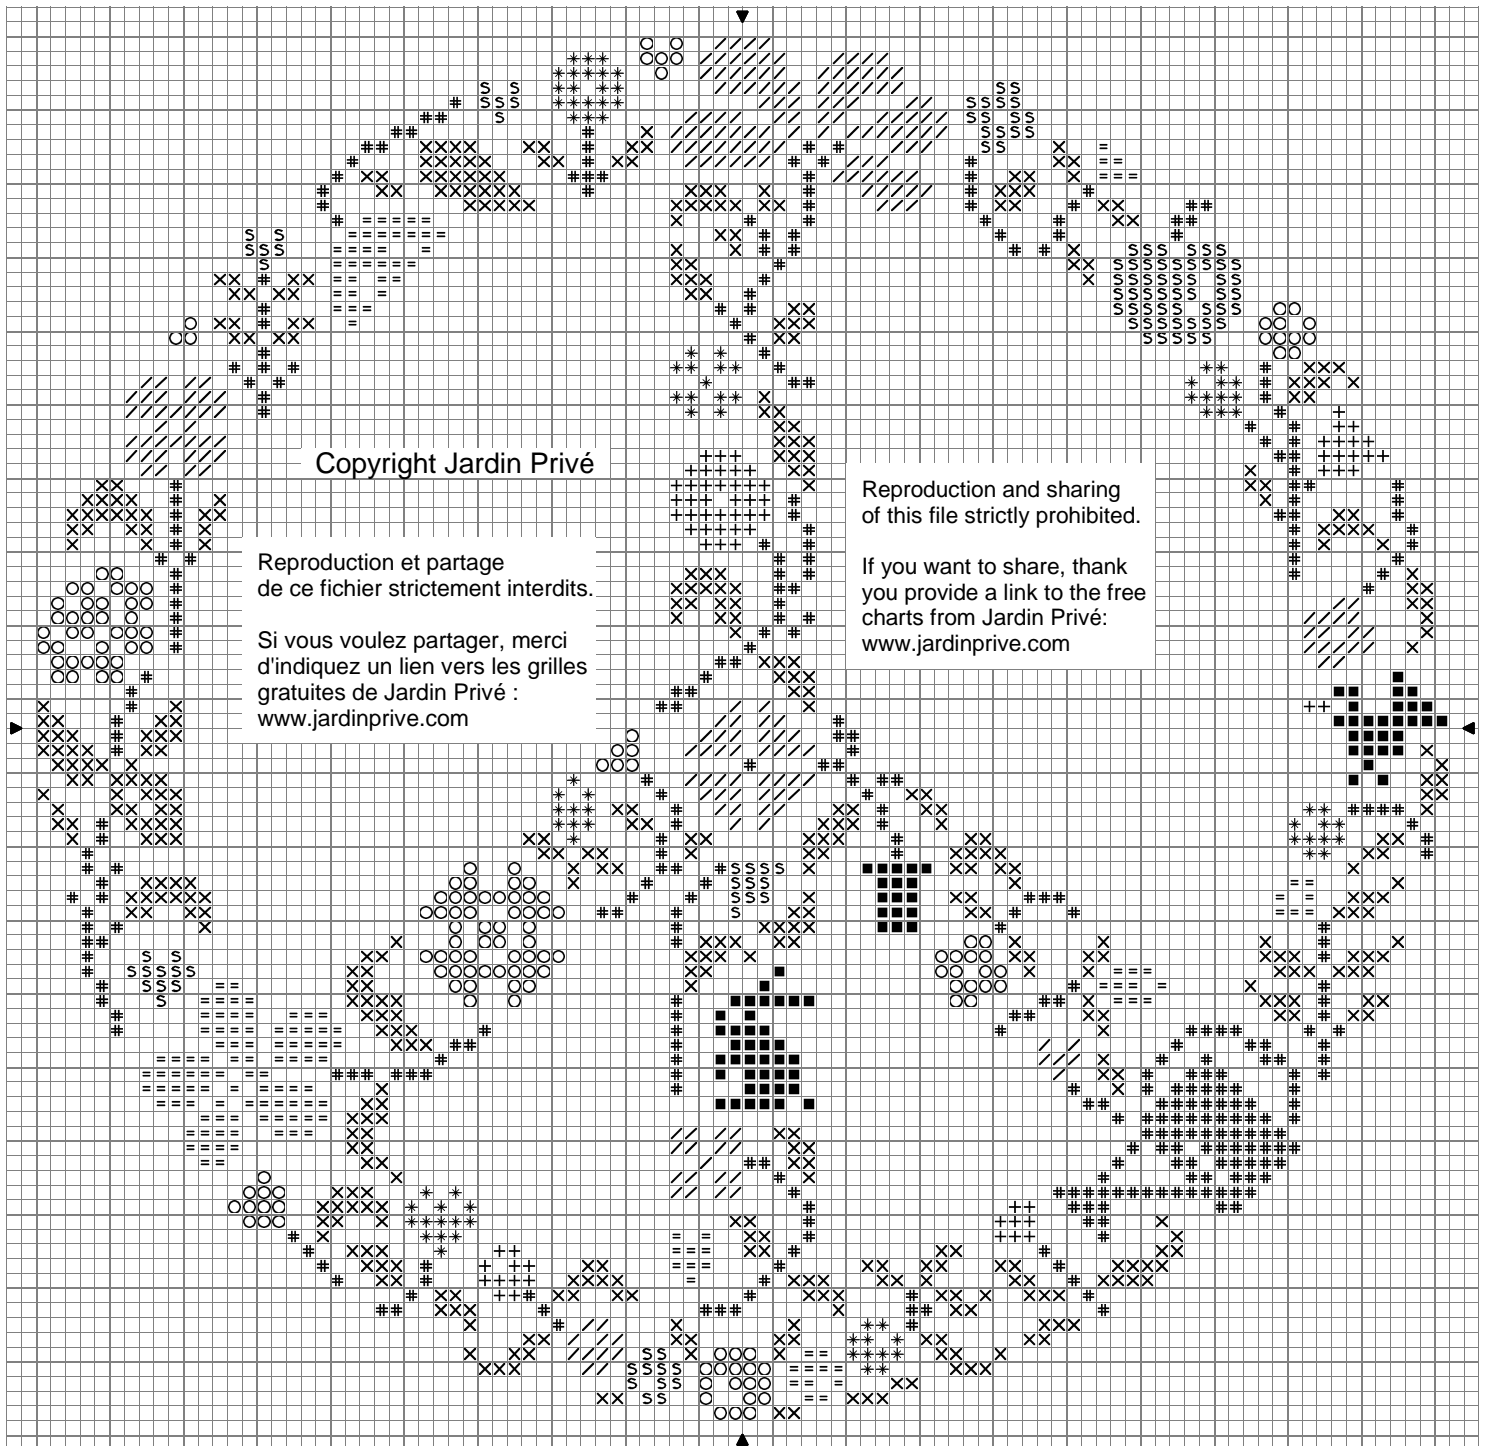 Copyright Jardin Privé
Reproduction et partage
de ce fichier strictement interdits.
Si vous voulez partager, merci
d'indiquez un lien vers les grilles
gratuites de Jardin Privé :
www.jardinprive.com
Reproduction and sharing
of this file strictly prohibited.
If you want to share, thank
you provide a link to the free
charts from Jardin Privé:
www.jardinprive.com